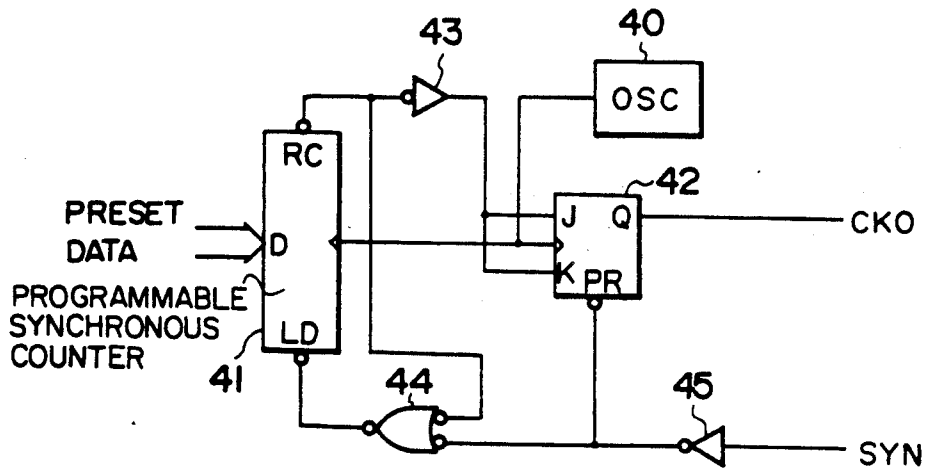 43
40
OSC
RC
42
J Q
CKO
PRESET
DATA
D
K
PR
PROGRAMMABLE
SYNCHRONOUS
COUNTER
LD
41
44
45
SYN